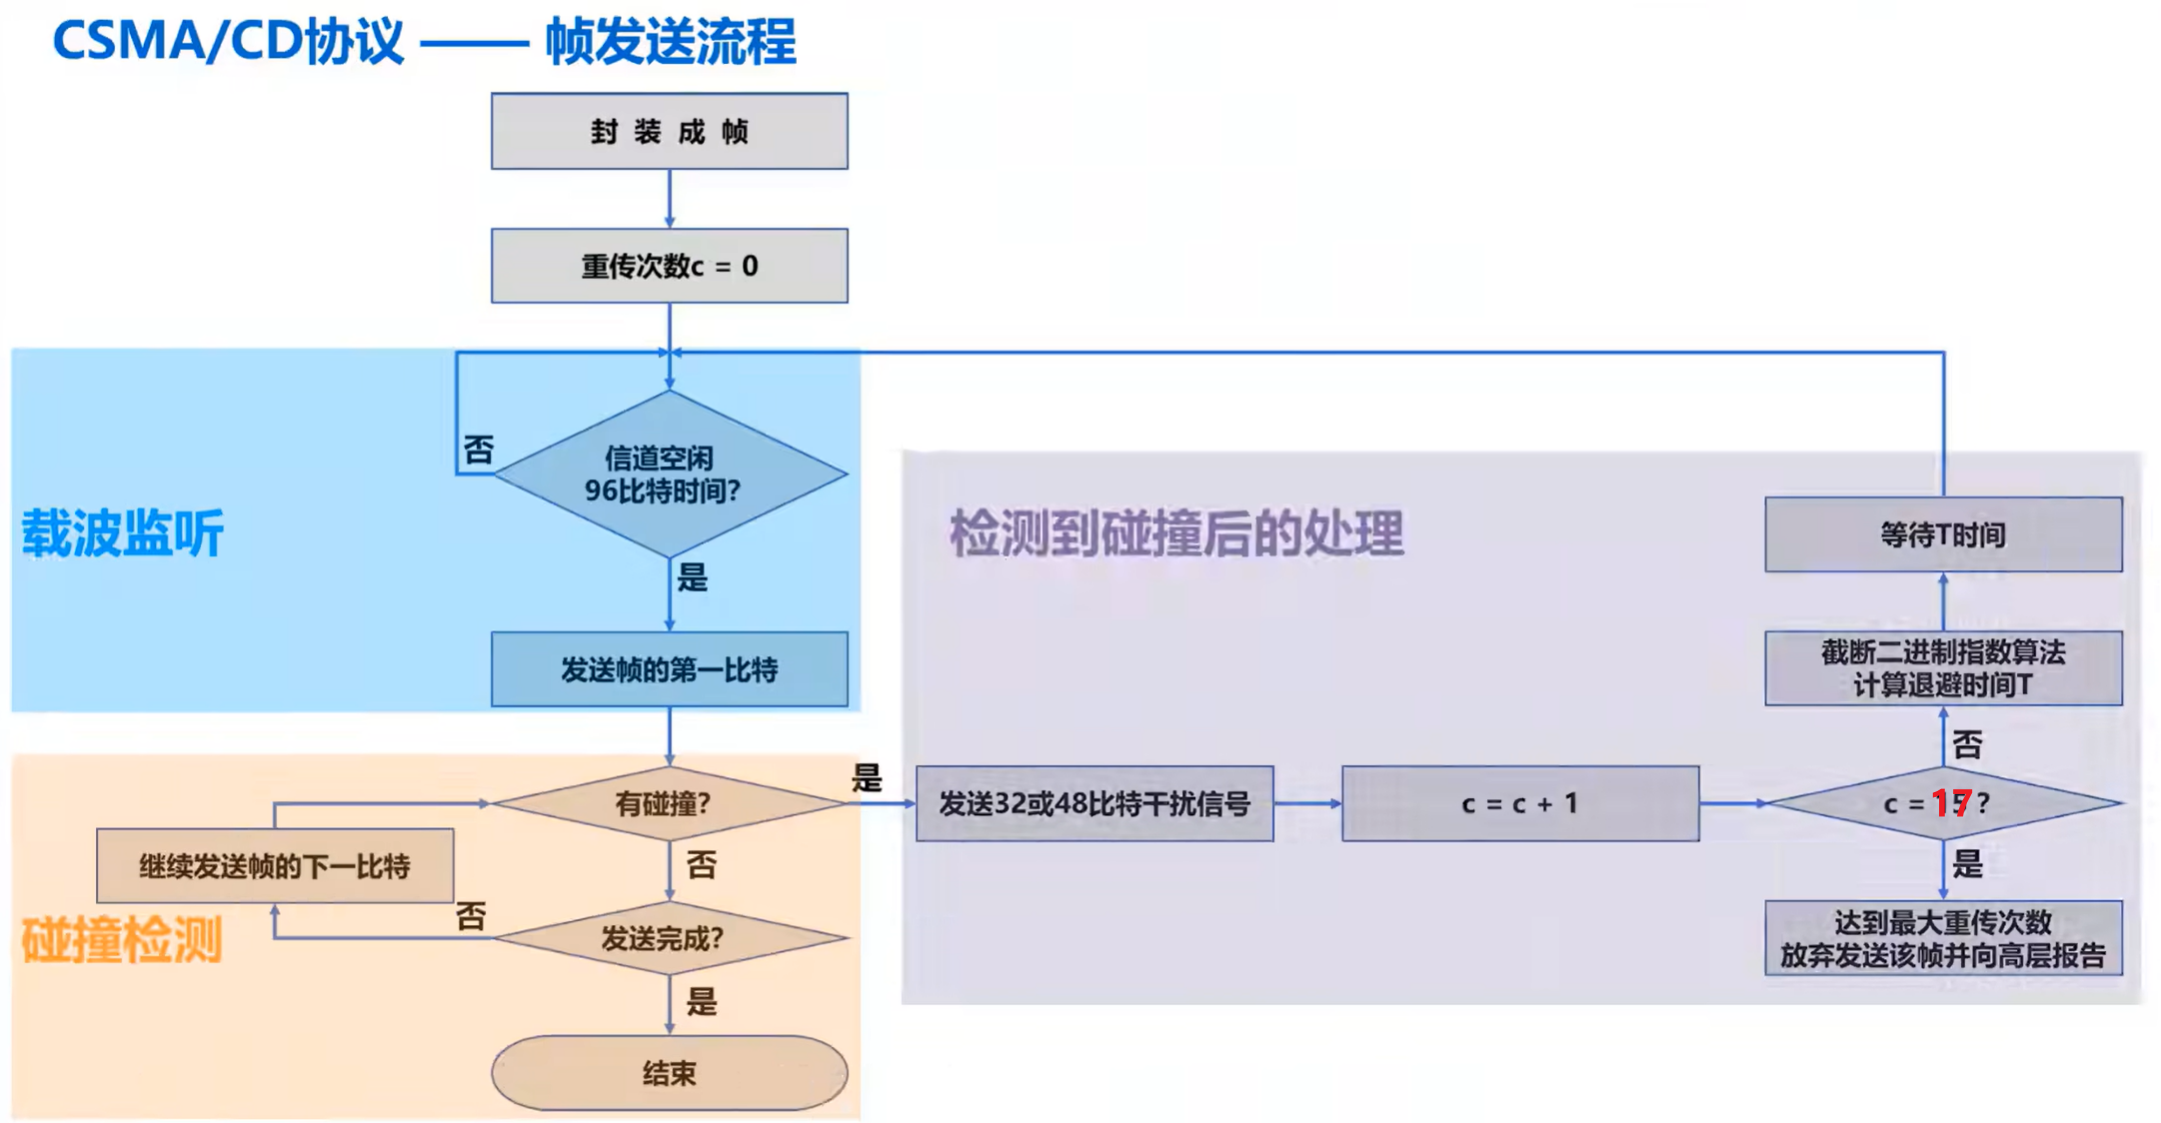 CSMA/CD协议 —— 帧发送流程
封 装 成 帧
重传次数c = 0
信道空闲
96比特时间?
否
是
载波监听
发送帧的第一比特
有碰撞?
是
否
继续发送帧的下一比特
发送完成?
否
是
碰撞检测
结束
检测到碰撞后的处理
发送32或48比特干扰信号
c = c + 1
c = 17 ?
否
是
截断二进制指数算法
计算退避时间T
等待T时间
达到最大重传次数
放弃发送该帧并向高层报告